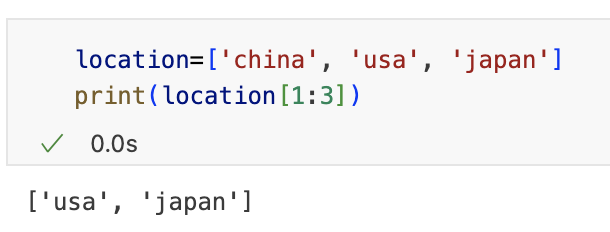 location=['china', 'usa', 'japan']
print(location[1:3])
0.0s
['usa', 'japan']